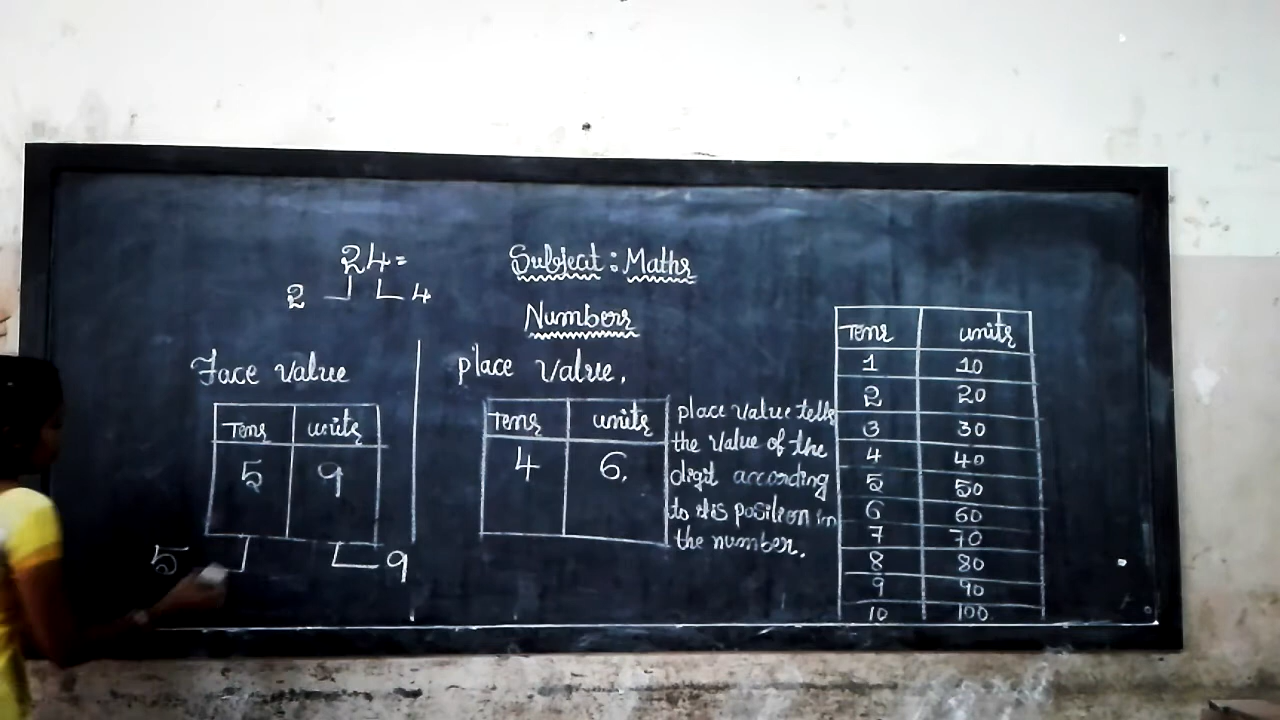 24=
2 4
Subject : Maths
Numbers
Face value
Tens units
5 9
5 9
place value.
Tens units
4 6.
place value tells
the value of the
digit according
to its position in
the number.
Tens units
1 10
2 20
3 30
4 40
5 50
6 60
7 70
8 80
9 90
10 100